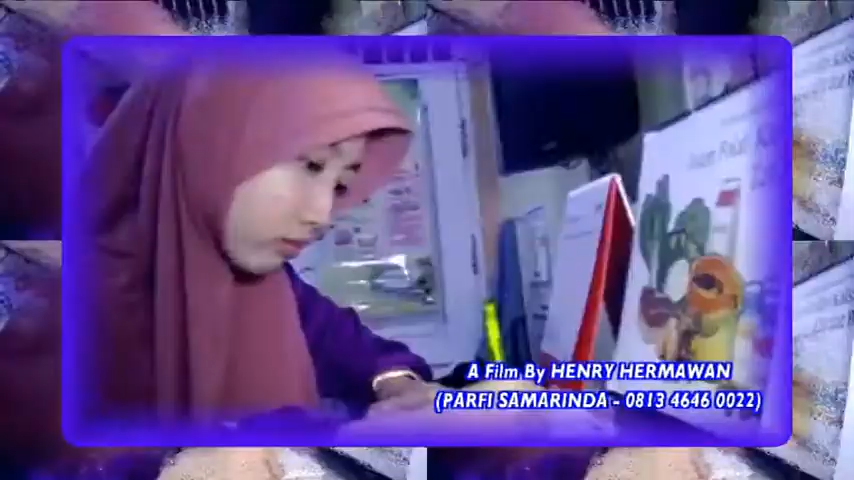 A Film By HENRY HERMAWAN
(PARFI SAMARINDA - 0813 4646 0022)